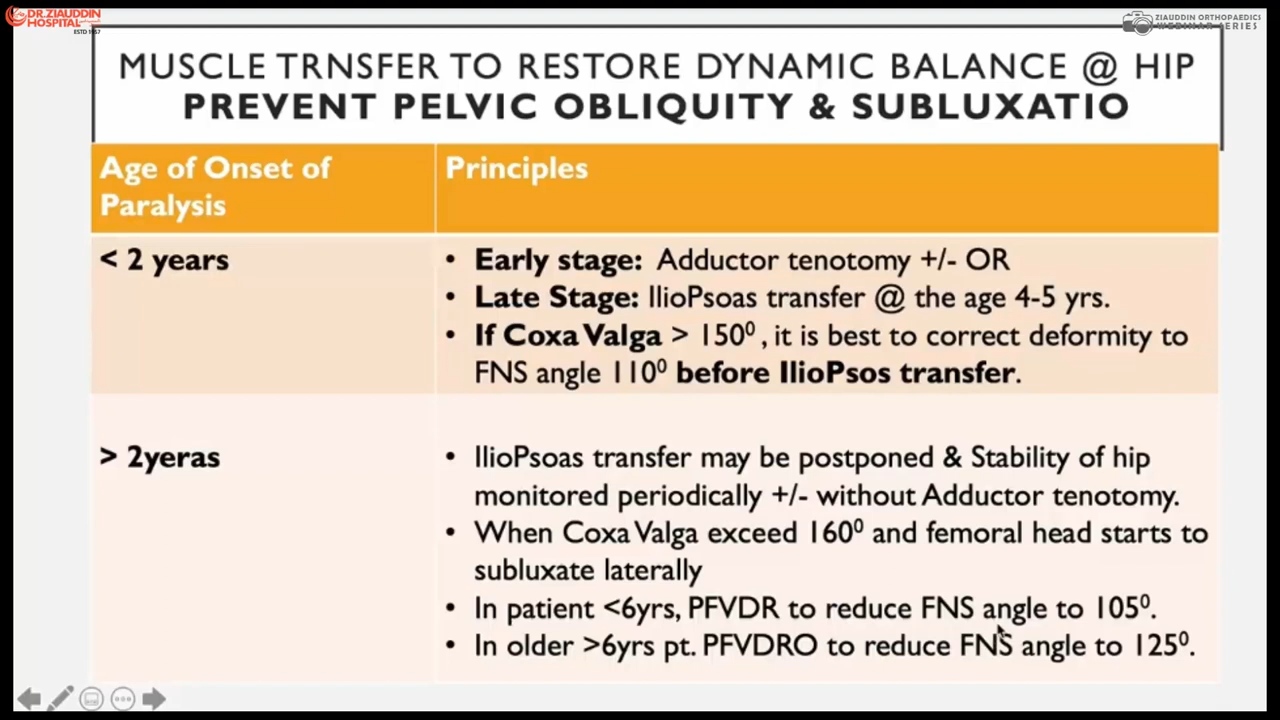 DR.ZIAUDDIN
HOSPITAL
ESTD 1957
ZIAUDDIN ORTHOPAEDICS
WEBINAR SERIES
MUSCLE TRNSFER TO RESTORE DYNAMIC BALANCE @ HIP
PREVENT PELVIC OBLIQUITY & SUBLUXATIO
Age of Onset of
Paralysis
Principles
< 2 years
• Early stage: Adductor tenotomy +/- OR
• Late Stage: IlioPsoas transfer @ the age 4-5 yrs.
• If Coxa Valga > 150⁰ , it is best to correct deformity to
FNS angle 110⁰ before IlioPsos transfer.
> 2yeras
• IlioPsoas transfer may be postponed & Stability of hip
monitored periodically +/- without Adductor tenotomy.
• When Coxa Valga exceed 160⁰ and femoral head starts to
subluxate laterally
• In patient <6yrs, PFVDR to reduce FNS angle to 105⁰.
• In older >6yrs pt. PFVDRO to reduce FNS angle to 125⁰.